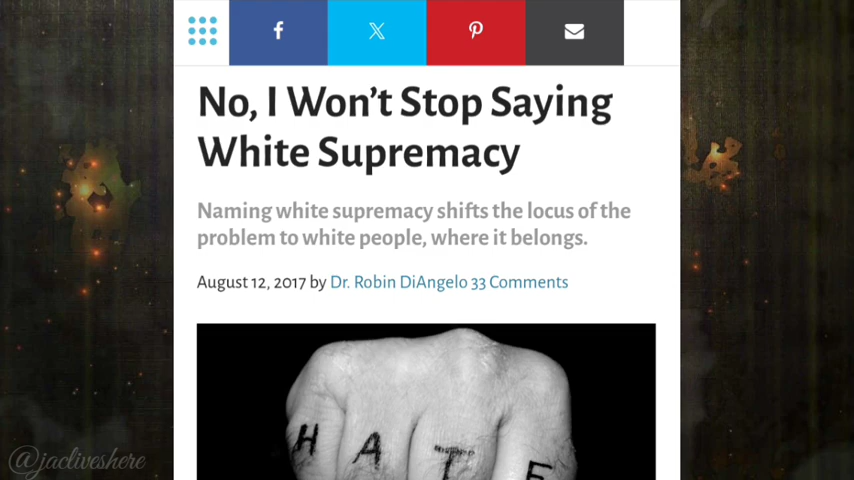 No, I Won't Stop Saying
White Supremacy
Naming white supremacy shifts the locus of the
problem to white people, where it belongs.
August 12, 2017 by Dr. Robin DiAngelo 33 Comments
H A T E
@jacliveshere